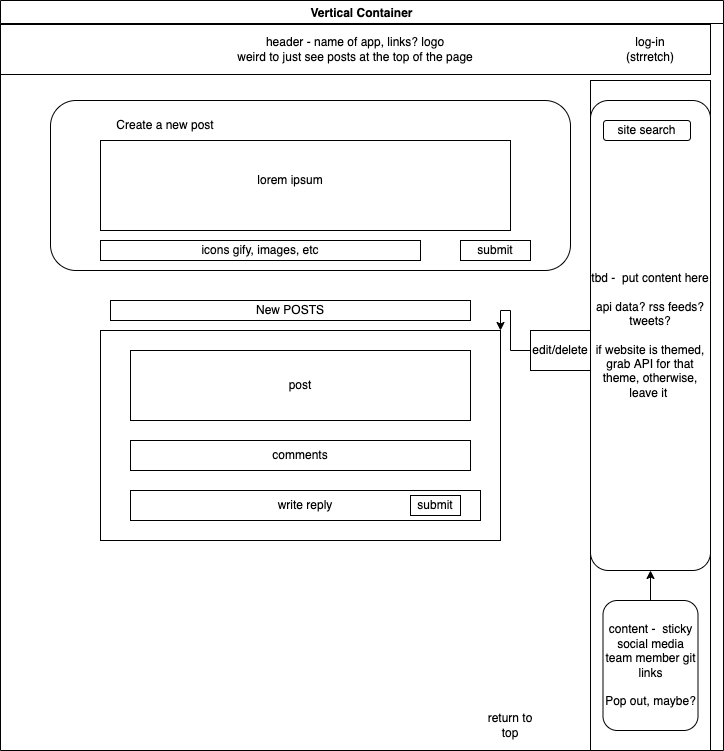 Vertical Container
header - name of app, links? logo
weird to just see posts at the top of the page
log-in
(strretch)
Create a new post
lorem ipsum
icons gify, images, etc
submit
New POSTS
post
comments
write reply
submit
edit/delete
site search
tbd - put content here
api data? rss feeds?
tweets?
if website is themed,
grab API for that
theme, otherwise,
leave it
content - sticky
social media
team member git
links
Pop out, maybe?
return to
top